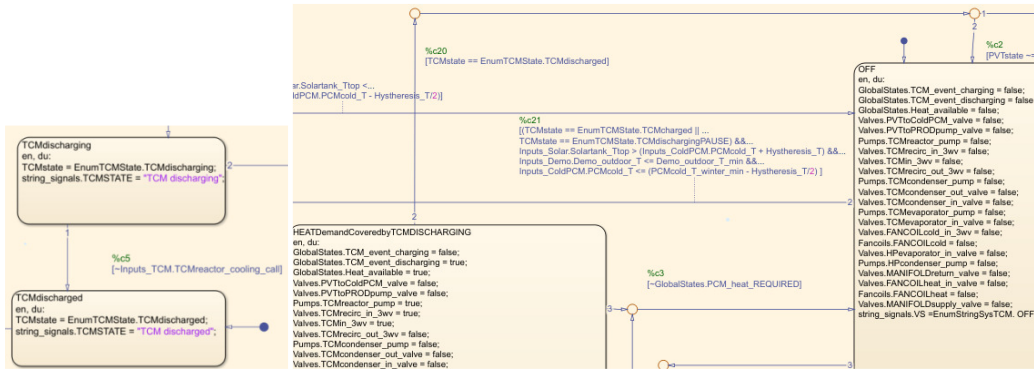 TCMdischarging
en, du:
TCMstate = EnumTCMState.TCMdischarging;
string_signals.TCMSTATE = "TCM discharging";
2
1
%c5
[~Inputs_TCM.TCMreactor_cooling_call]
TCMdischarged
en, du:
TCMstate = EnumTCMState.TCMdischarged;
string_signals.TCMSTATE = "TCM discharged";
1
2
%c20
[TCMstate == EnumTCMState.TCMdischarged]
%c2
[PVTstate ~=
ar.Solartank_Ttop <...
ldPCM.PCMcold_T - Hystheresis_T/2)]
%c21
[(TCMstate == EnumTCMState.TCMcharged || ...
TCMstate == EnumTCMState.TCMdischargingPAUSE) &&...
Inputs_Solar.Solartank_Ttop > (Inputs_ColdPCM.PCMcold_T + Hystheresis_T) &&...
Inputs_Demo.Demo_outdoor_T <= Demo_outdoor_T_min &&...
Inputs_ColdPCM.PCMcold_T <= (PCMcold_T_winter_min - Hystheresis_T/2) ]
2
2
HEATDemandCoveredbyTCMDISCHARGING
en, du:
GlobalStates.TCM_event_charging = false;
GlobalStates.TCM_event_discharging = true;
GlobalStates.Heat_available = true;
Valves.PVTtoColdPCM_valve = false;
Valves.PVTtoPRODpump_valve = false;
Pumps.TCMreactor_pump = true;
Valves.TCMrecirc_in_3wv = true;
Valves.TCMin_3wv = true;
Valves.TCMrecirc_out_3wv = false;
Pumps.TCMcondenser_pump = false;
Valves.TCMcondenser_out_valve = false;
Valves.TCMcondenser_in_valve = false;
3
%c3
[~GlobalStates.PCM_heat_REQUIRED]
3
OFF
en, du:
GlobalStates.TCM_event_charging = false;
GlobalStates.TCM_event_discharging = false
GlobalStates.Heat_available = false;
Valves.PVTtoColdPCM_valve = false;
Valves.PVTtoPRODpump_valve = false;
Pumps.TCMreactor_pump = false;
Valves.TCMrecirc_in_3wv = false;
Valves.TCMin_3wv = false;
Valves.TCMrecirc_out_3wv = false;
Pumps.TCMcondenser_pump = false;
Valves.TCMcondenser_out_valve = false;
Valves.TCMcondenser_in_valve = false;
Pumps.TCMevaporator_pump = false;
Valves.TCMevaporator_in_valve = false;
Valves.FANCOILcold_in_3wv = false;
Fancoils.FANCOILcold = false;
Valves.HPevaporator_in_valve = false;
Pumps.HPcondenser_pump = false;
Valves.MANIFOLDreturn_valve = false;
Valves.FANCOILheat_in_valve = false;
Fancoils.FANCOILheat = false;
Valves.MANIFOLDsupply_valve = false;
string_signals.VS =EnumStringSysTCM. OFF